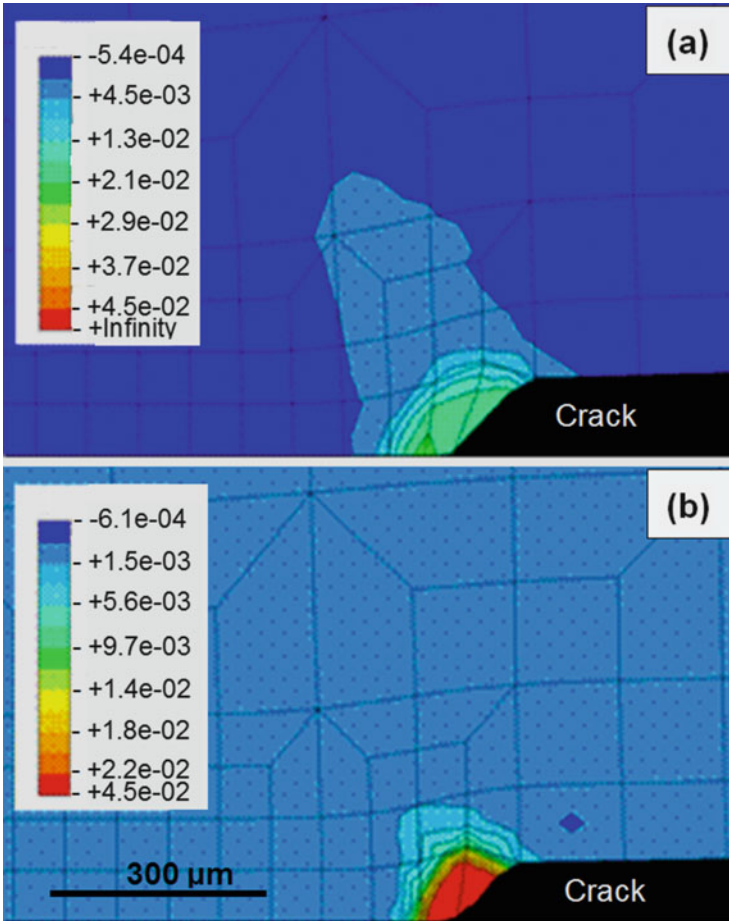 (a)
-5.4e-04
+4.5e-03
+1.3e-02
+2.1e-02
+2.9e-02
+3.7e-02
+4.5e-02
+Infinity
Crack
(b)
-6.1e-04
+1.5e-03
+5.6e-03
+9.7e-03
+1.4e-02
+1.8e-02
+2.2e-02
+4.5e-02
300 µm
Crack